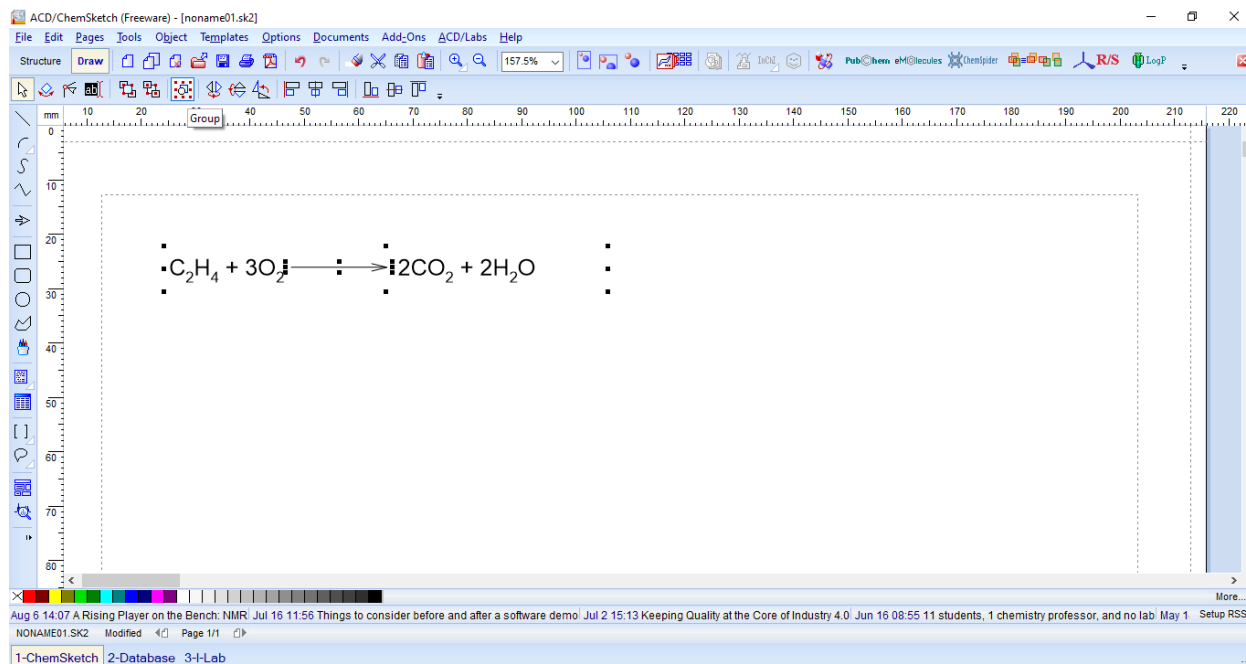 ACD/ChemSketch (Freeware) - [noname01.sk2]
File Edit Pages Tools Object Templates Options Documents Add-Ons ACD/Labs Help
Structure Draw 157.5% InChI PubChem eMolecules ChemSpider R/S LogP
ab
Group
mm 10 20 30 40 50 60 70 80 90 100 110 120 130 140 150 160 170 180 190 200 210 220
0
10
20
C₂H₄ + 3O₂ → 2CO₂ + 2H₂O
30
40
50
60
70
80
More...
Aug 6 14:07 A Rising Player on the Bench: NMR Jul 16 11:56 Things to consider before and after a software demo Jul 2 15:13 Keeping Quality at the Core of Industry 4.0 Jun 16 08:55 11 students, 1 chemistry professor, and no lab May 1 Setup RSS
NONAME01.SK2 Modified Page 1/1
1-ChemSketch 2-Database 3-I-Lab